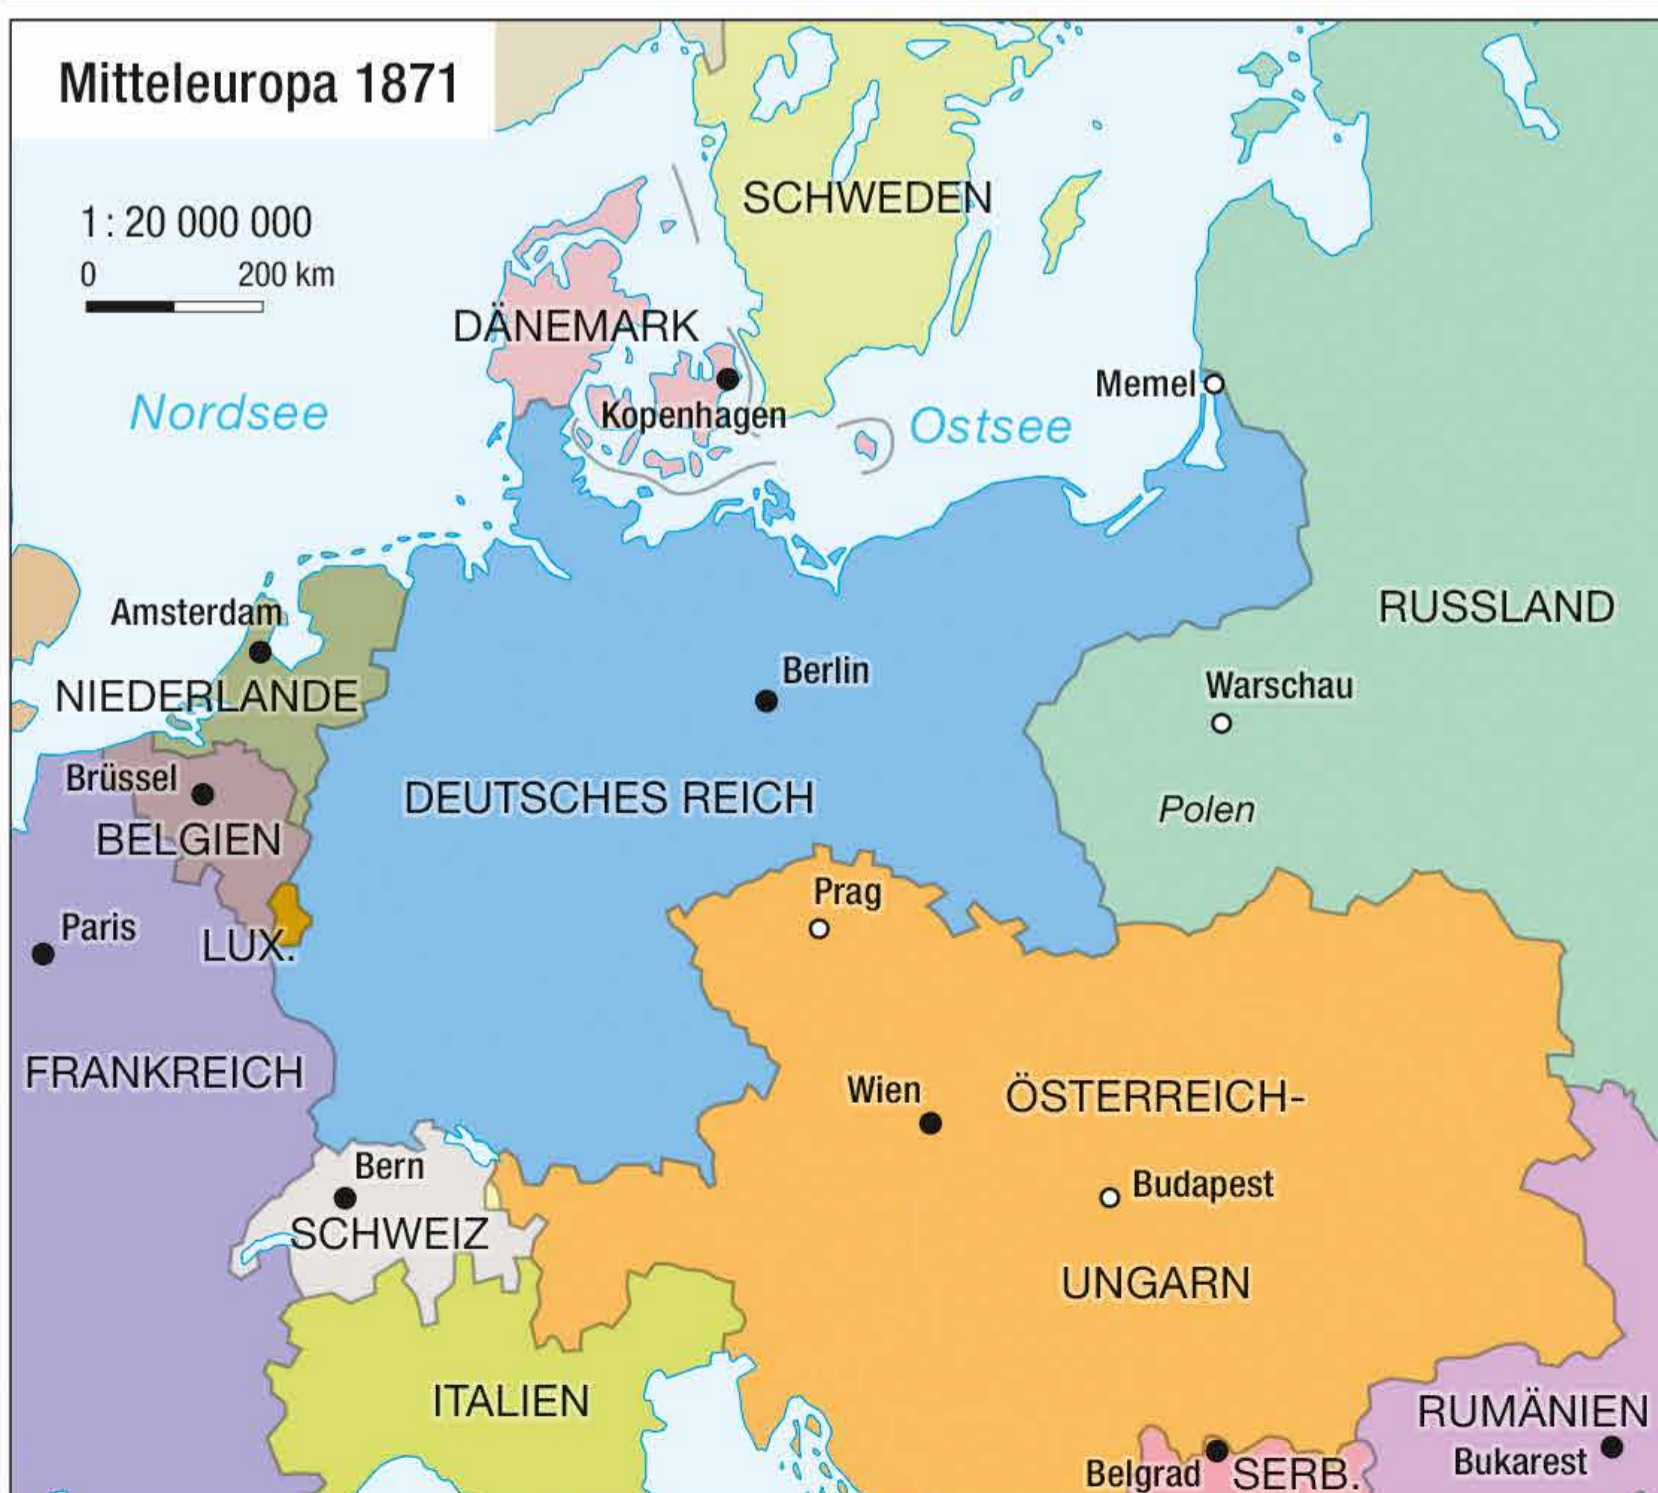 Mitteleuropa 1871
1 : 20 000 000
0 200 km
SCHWEDEN
DÄNEMARK
Kopenhagen
Nordsee
Ostsee
Memel
Amsterdam
NIEDERLANDE
Berlin
RUSSLAND
Warschau
Brüssel
BELGIEN
DEUTSCHES REICH
Polen
Prag
Paris
LUX.
FRANKREICH
Wien
ÖSTERREICH-
Bern
SCHWEIZ
Budapest
UNGARN
ITALIEN
RUMÄNIEN
Bukarest
Belgrad
SERB.